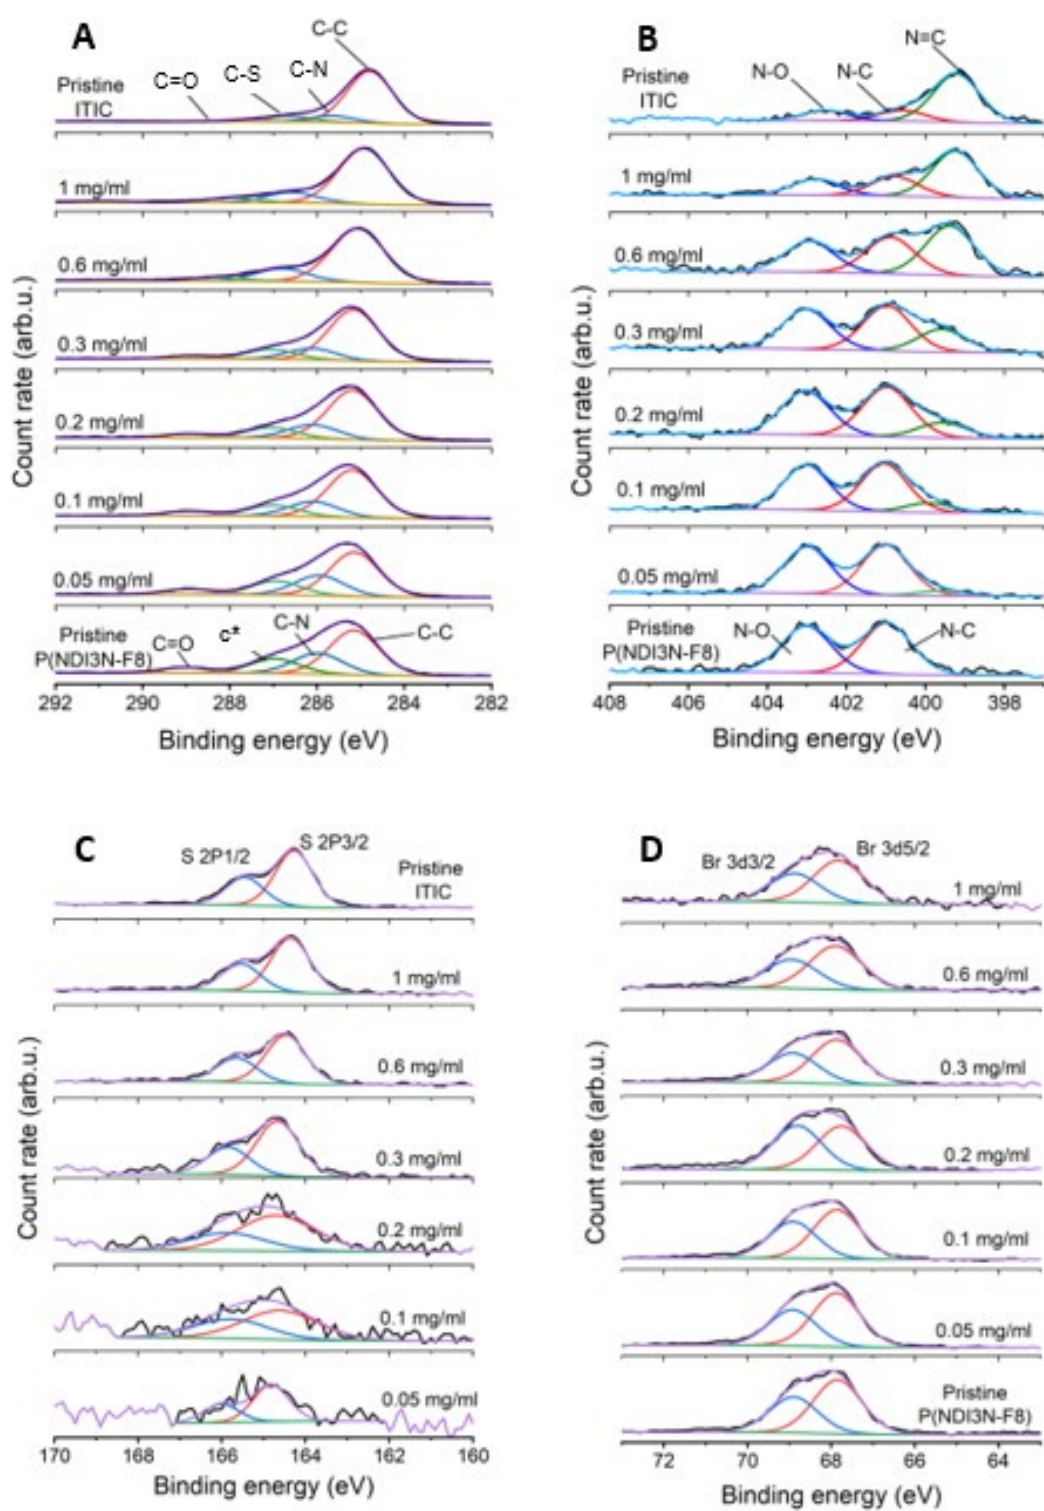 A
C-C
C=O
C-S
C-N
Pristine
ITIC
1 mg/ml
0.6 mg/ml
0.3 mg/ml
0.2 mg/ml
0.1 mg/ml
0.05 mg/ml
Pristine
P(NDI3N-F8)
C=O
c*
C-N
C-C
292 290 288 286 284 282
Binding energy (eV)
Count rate (arb.u.)
B
N=C
N-O
N-C
Pristine
ITIC
1 mg/ml
0.6 mg/ml
0.3 mg/ml
0.2 mg/ml
0.1 mg/ml
0.05 mg/ml
Pristine
P(NDI3N-F8)
N-O
N-C
408 406 404 402 400 398
Binding energy (eV)
Count rate (arb.u.)
C
S 2P1/2
S 2P3/2
Pristine
ITIC
1 mg/ml
0.6 mg/ml
0.3 mg/ml
0.2 mg/ml
0.1 mg/ml
0.05 mg/ml
170 168 166 164 162 160
Binding energy (eV)
Count rate (arb.u.)
D
Br 3d3/2
Br 3d5/2
1 mg/ml
0.6 mg/ml
0.3 mg/ml
0.2 mg/ml
0.1 mg/ml
0.05 mg/ml
Pristine
P(NDI3N-F8)
72 70 68 66 64
Binding energy (eV)
Count rate (arb.u.)